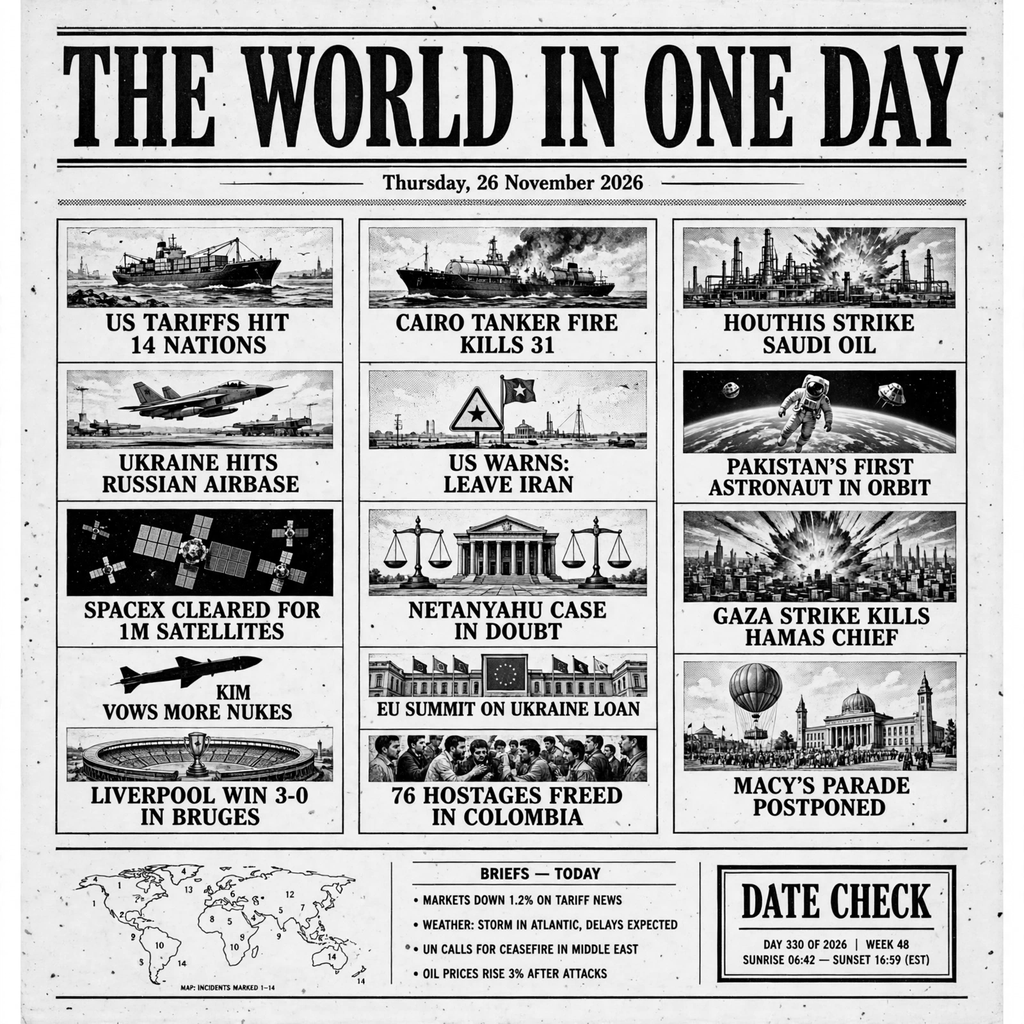 THE WORLD IN ONE DAY
Thursday, 26 November 2026
US TARIFFS HIT
14 NATIONS
UKRAINE HITS
RUSSIAN AIRBASE
SPACEX CLEARED FOR
1M SATELLITES
KIM
VOWS MORE NUKES
LIVERPOOL WIN 3-0
IN BRUGES
CAIRO TANKER FIRE
KILLS 31
US WARNS:
LEAVE IRAN
NETANYAHU CASE
IN DOUBT
EU SUMMIT ON UKRAINE LOAN
76 HOSTAGES FREED
IN COLOMBIA
HOUTHIS STRIKE
SAUDI OIL
PAKISTAN'S FIRST
ASTRONAUT IN ORBIT
GAZA STRIKE KILLS
HAMAS CHIEF
MACY'S PARADE
POSTPONED
MAP: INCIDENTS MARKED 1–14
BRIEFS — TODAY
• MARKETS DOWN 1.2% ON TARIFF NEWS
• WEATHER: STORM IN ATLANTIC, DELAYS EXPECTED
• UN CALLS FOR CEASEFIRE IN MIDDLE EAST
• OIL PRICES RISE 3% AFTER ATTACKS
DATE CHECK
DAY 330 OF 2026 | WEEK 48
SUNRISE 06:42 — SUNSET 16:59 (EST)